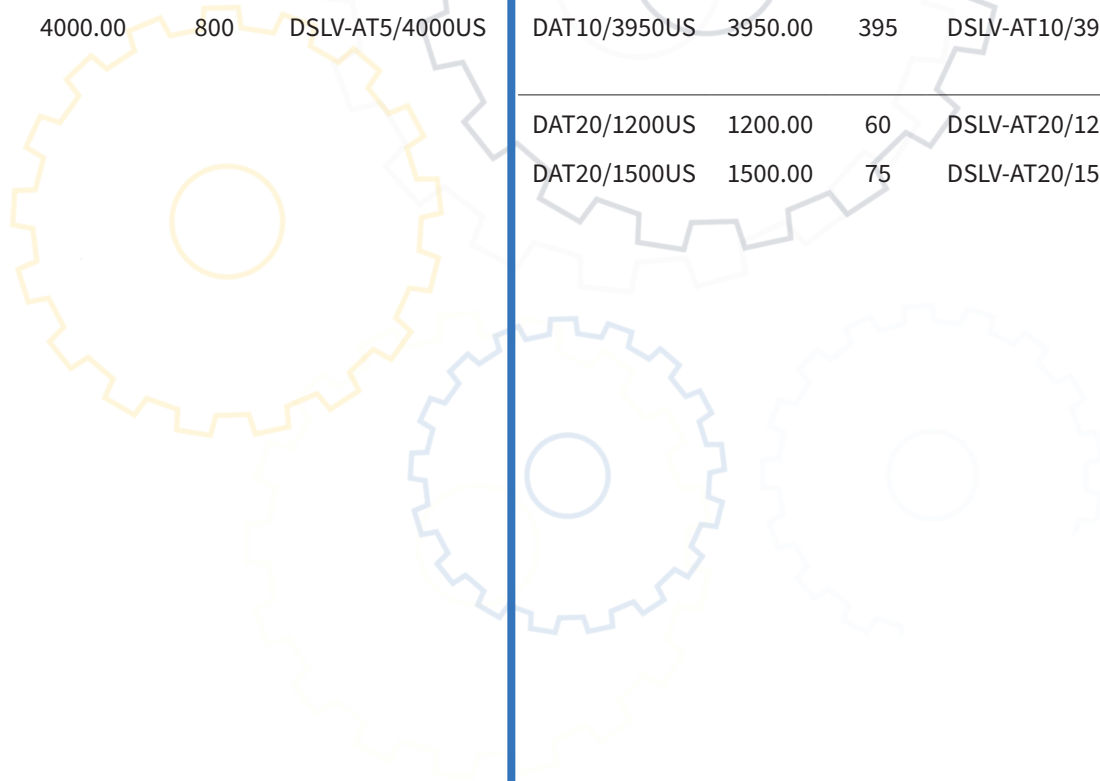 4000.00 800 DSLV-AT5/4000US
DAT10/3950US 3950.00 395 DSLV-AT10/39
DAT20/1200US 1200.00 60 DSLV-AT20/12
DAT20/1500US 1500.00 75 DSLV-AT20/15